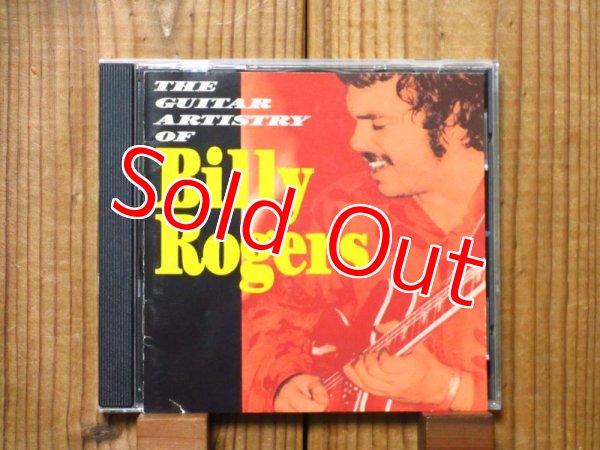 THE
GUITAR
ARTISTRY
OF
Billy
Rogers
Sold Out